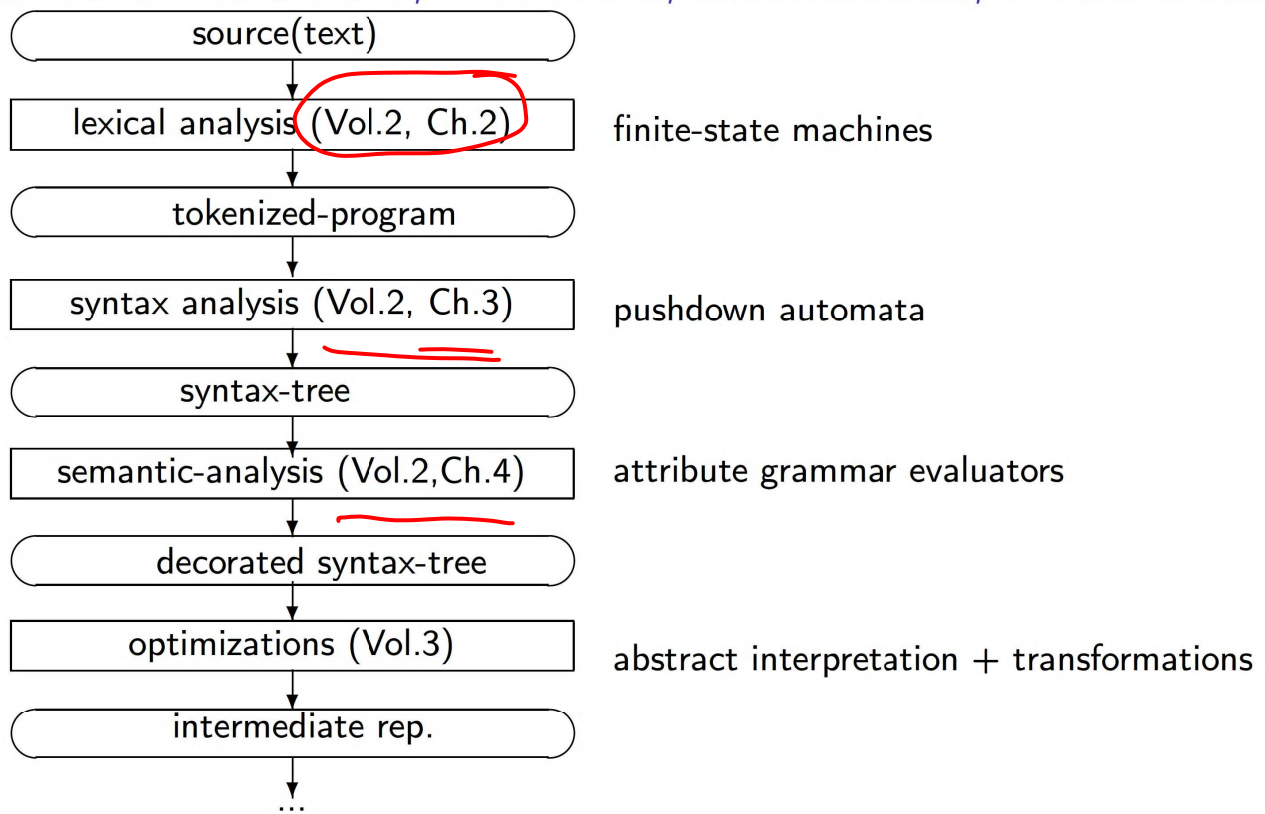 source(text)
lexical analysis (Vol.2, Ch.2)
finite-state machines
tokenized-program
syntax analysis (Vol.2, Ch.3)
pushdown automata
syntax-tree
semantic-analysis (Vol.2,Ch.4)
attribute grammar evaluators
decorated syntax-tree
optimizations (Vol.3)
abstract interpretation + transformations
intermediate rep.
...